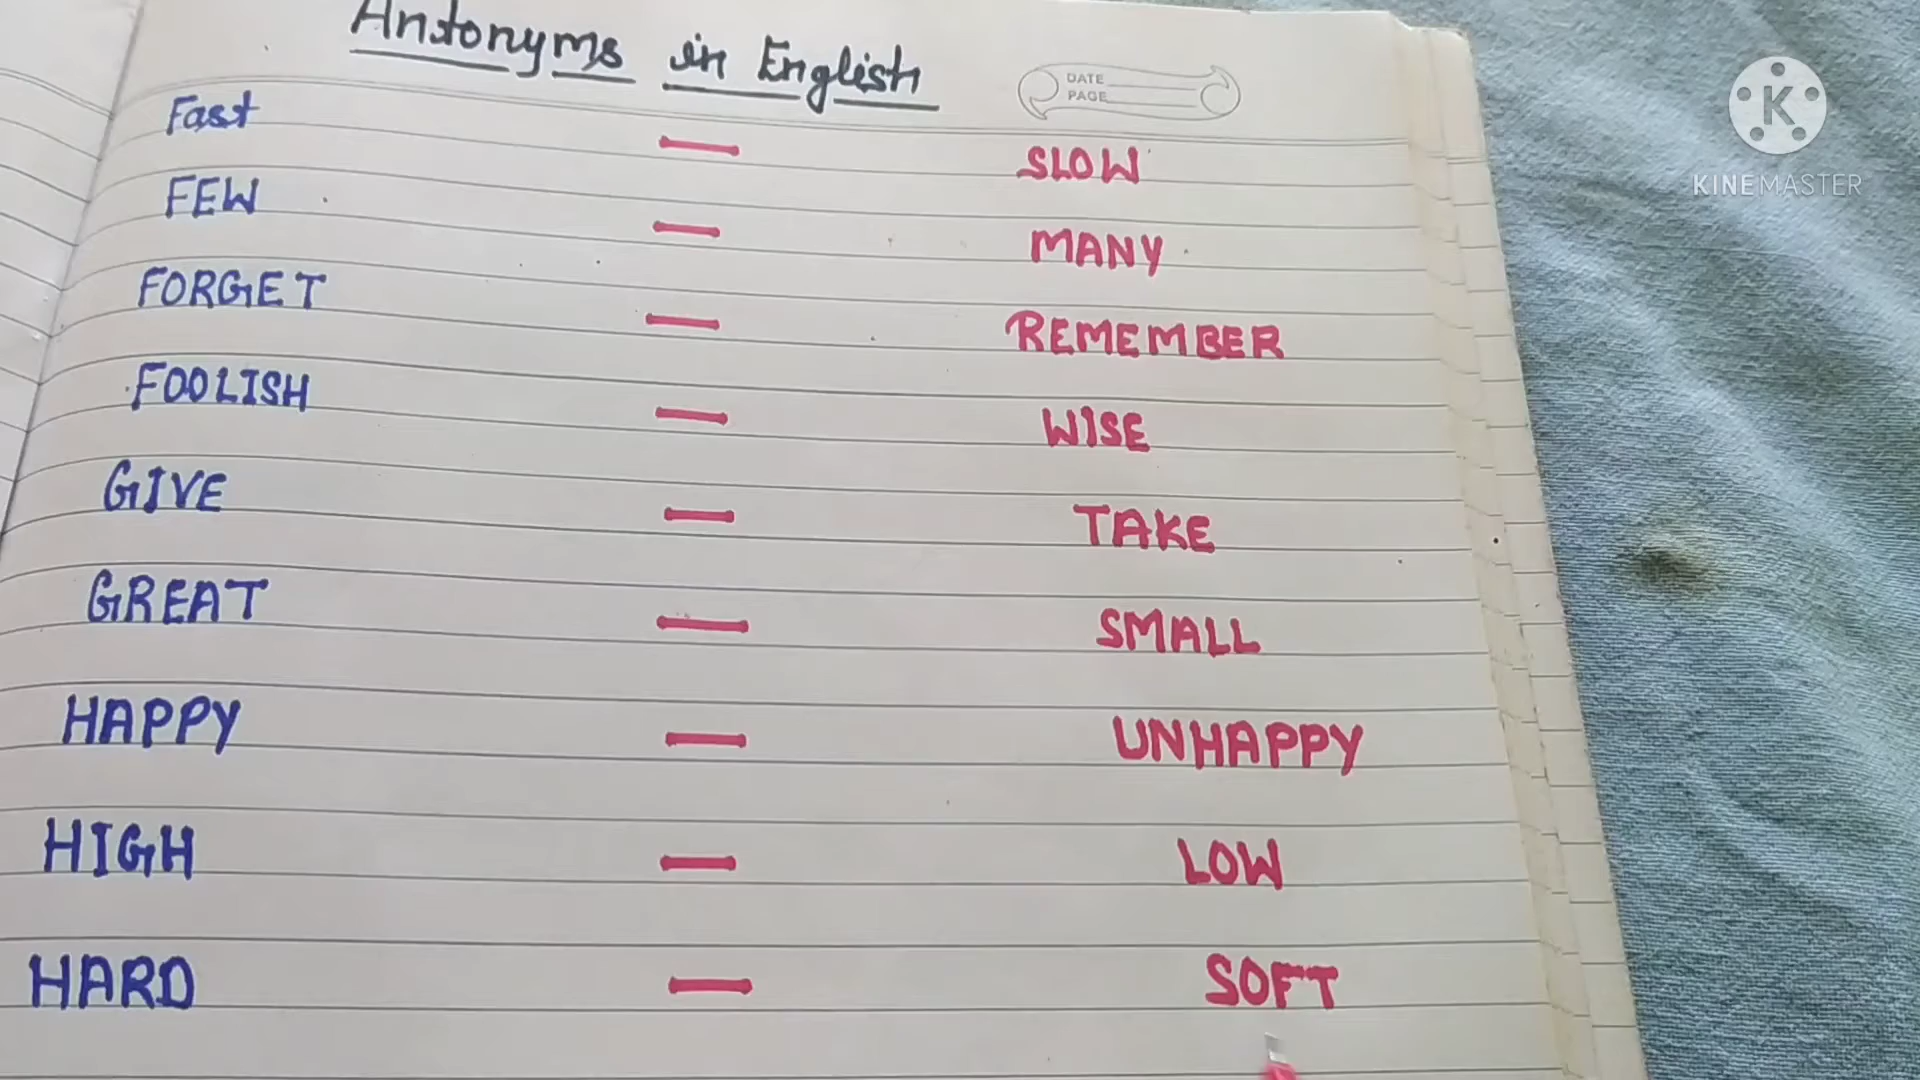 Antonyms in English
DATE
PAGE
Fast — SLOW
FEW — MANY
FORGET — REMEMBER
FOOLISH — WISE
GIVE — TAKE
GREAT — SMALL
HAPPY — UNHAPPY
HIGH — LOW
HARD — SOFT
K
KINEMASTER